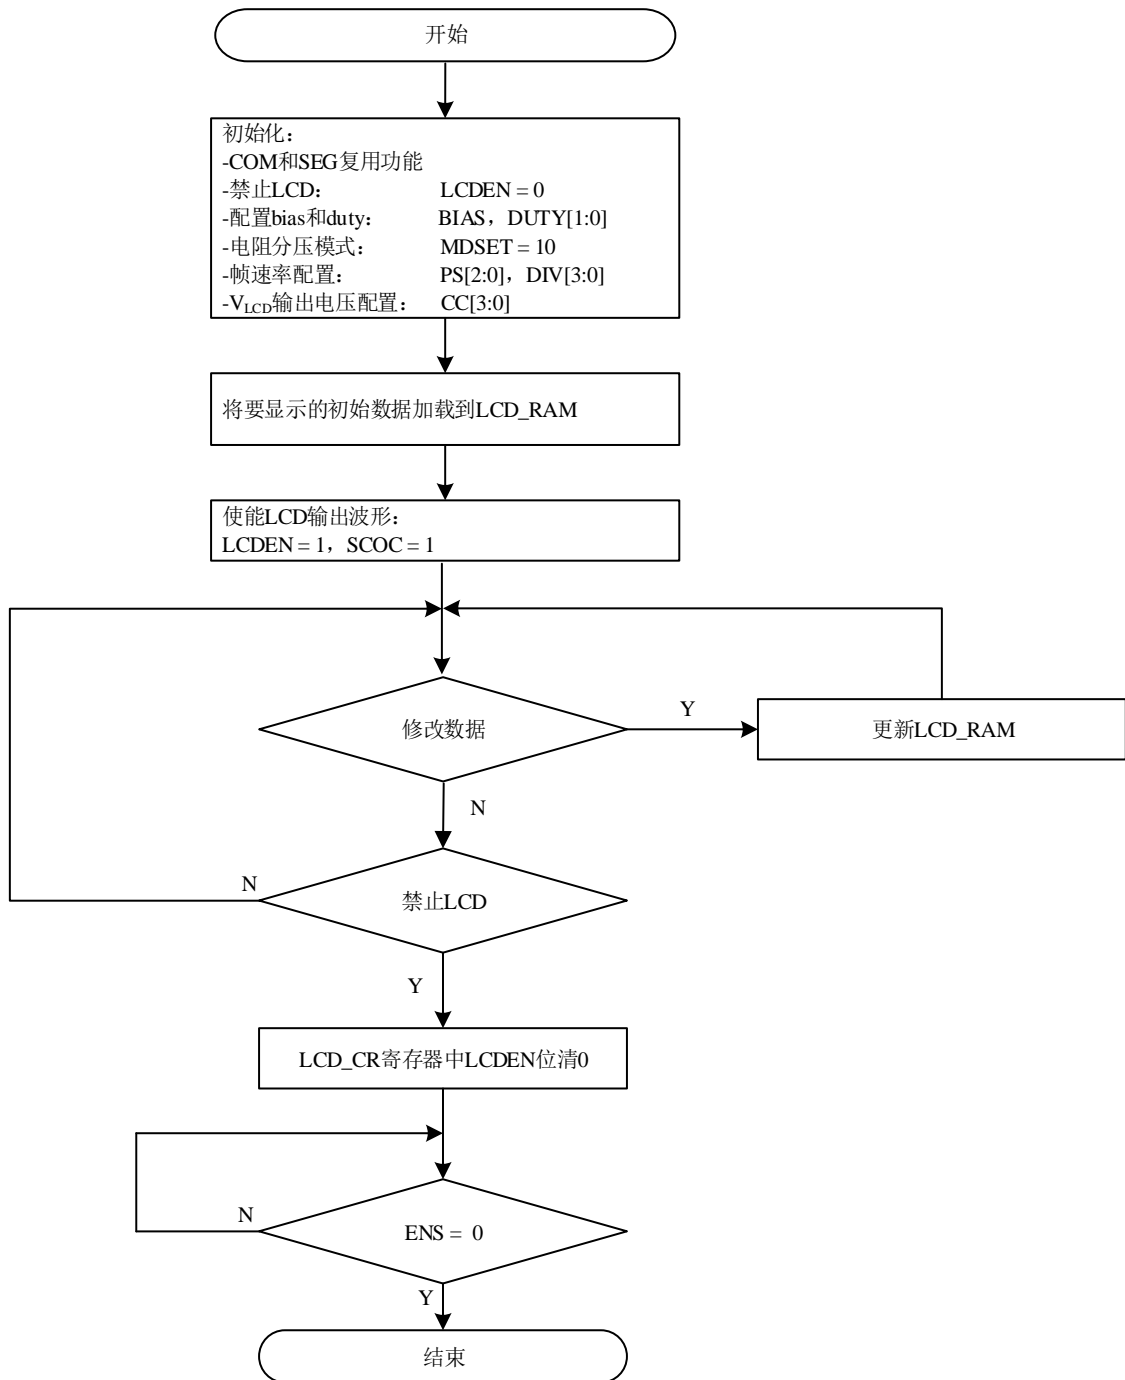 开始
初始化：
-COM和SEG复用功能
-禁止LCD： LCDEN = 0
-配置bias和duty： BIAS，DUTY[1:0]
-电阻分压模式： MDSET = 10
-帧速率配置： PS[2:0]，DIV[3:0]
-VLCD输出电压配置： CC[3:0]
将要显示的初始数据加载到LCD_RAM
使能LCD输出波形：
LCDEN = 1，SCOC = 1
修改数据
Y
更新LCD_RAM
N
禁止LCD
N
Y
LCD_CR寄存器中LCDEN位清0
ENS = 0
N
Y
结束